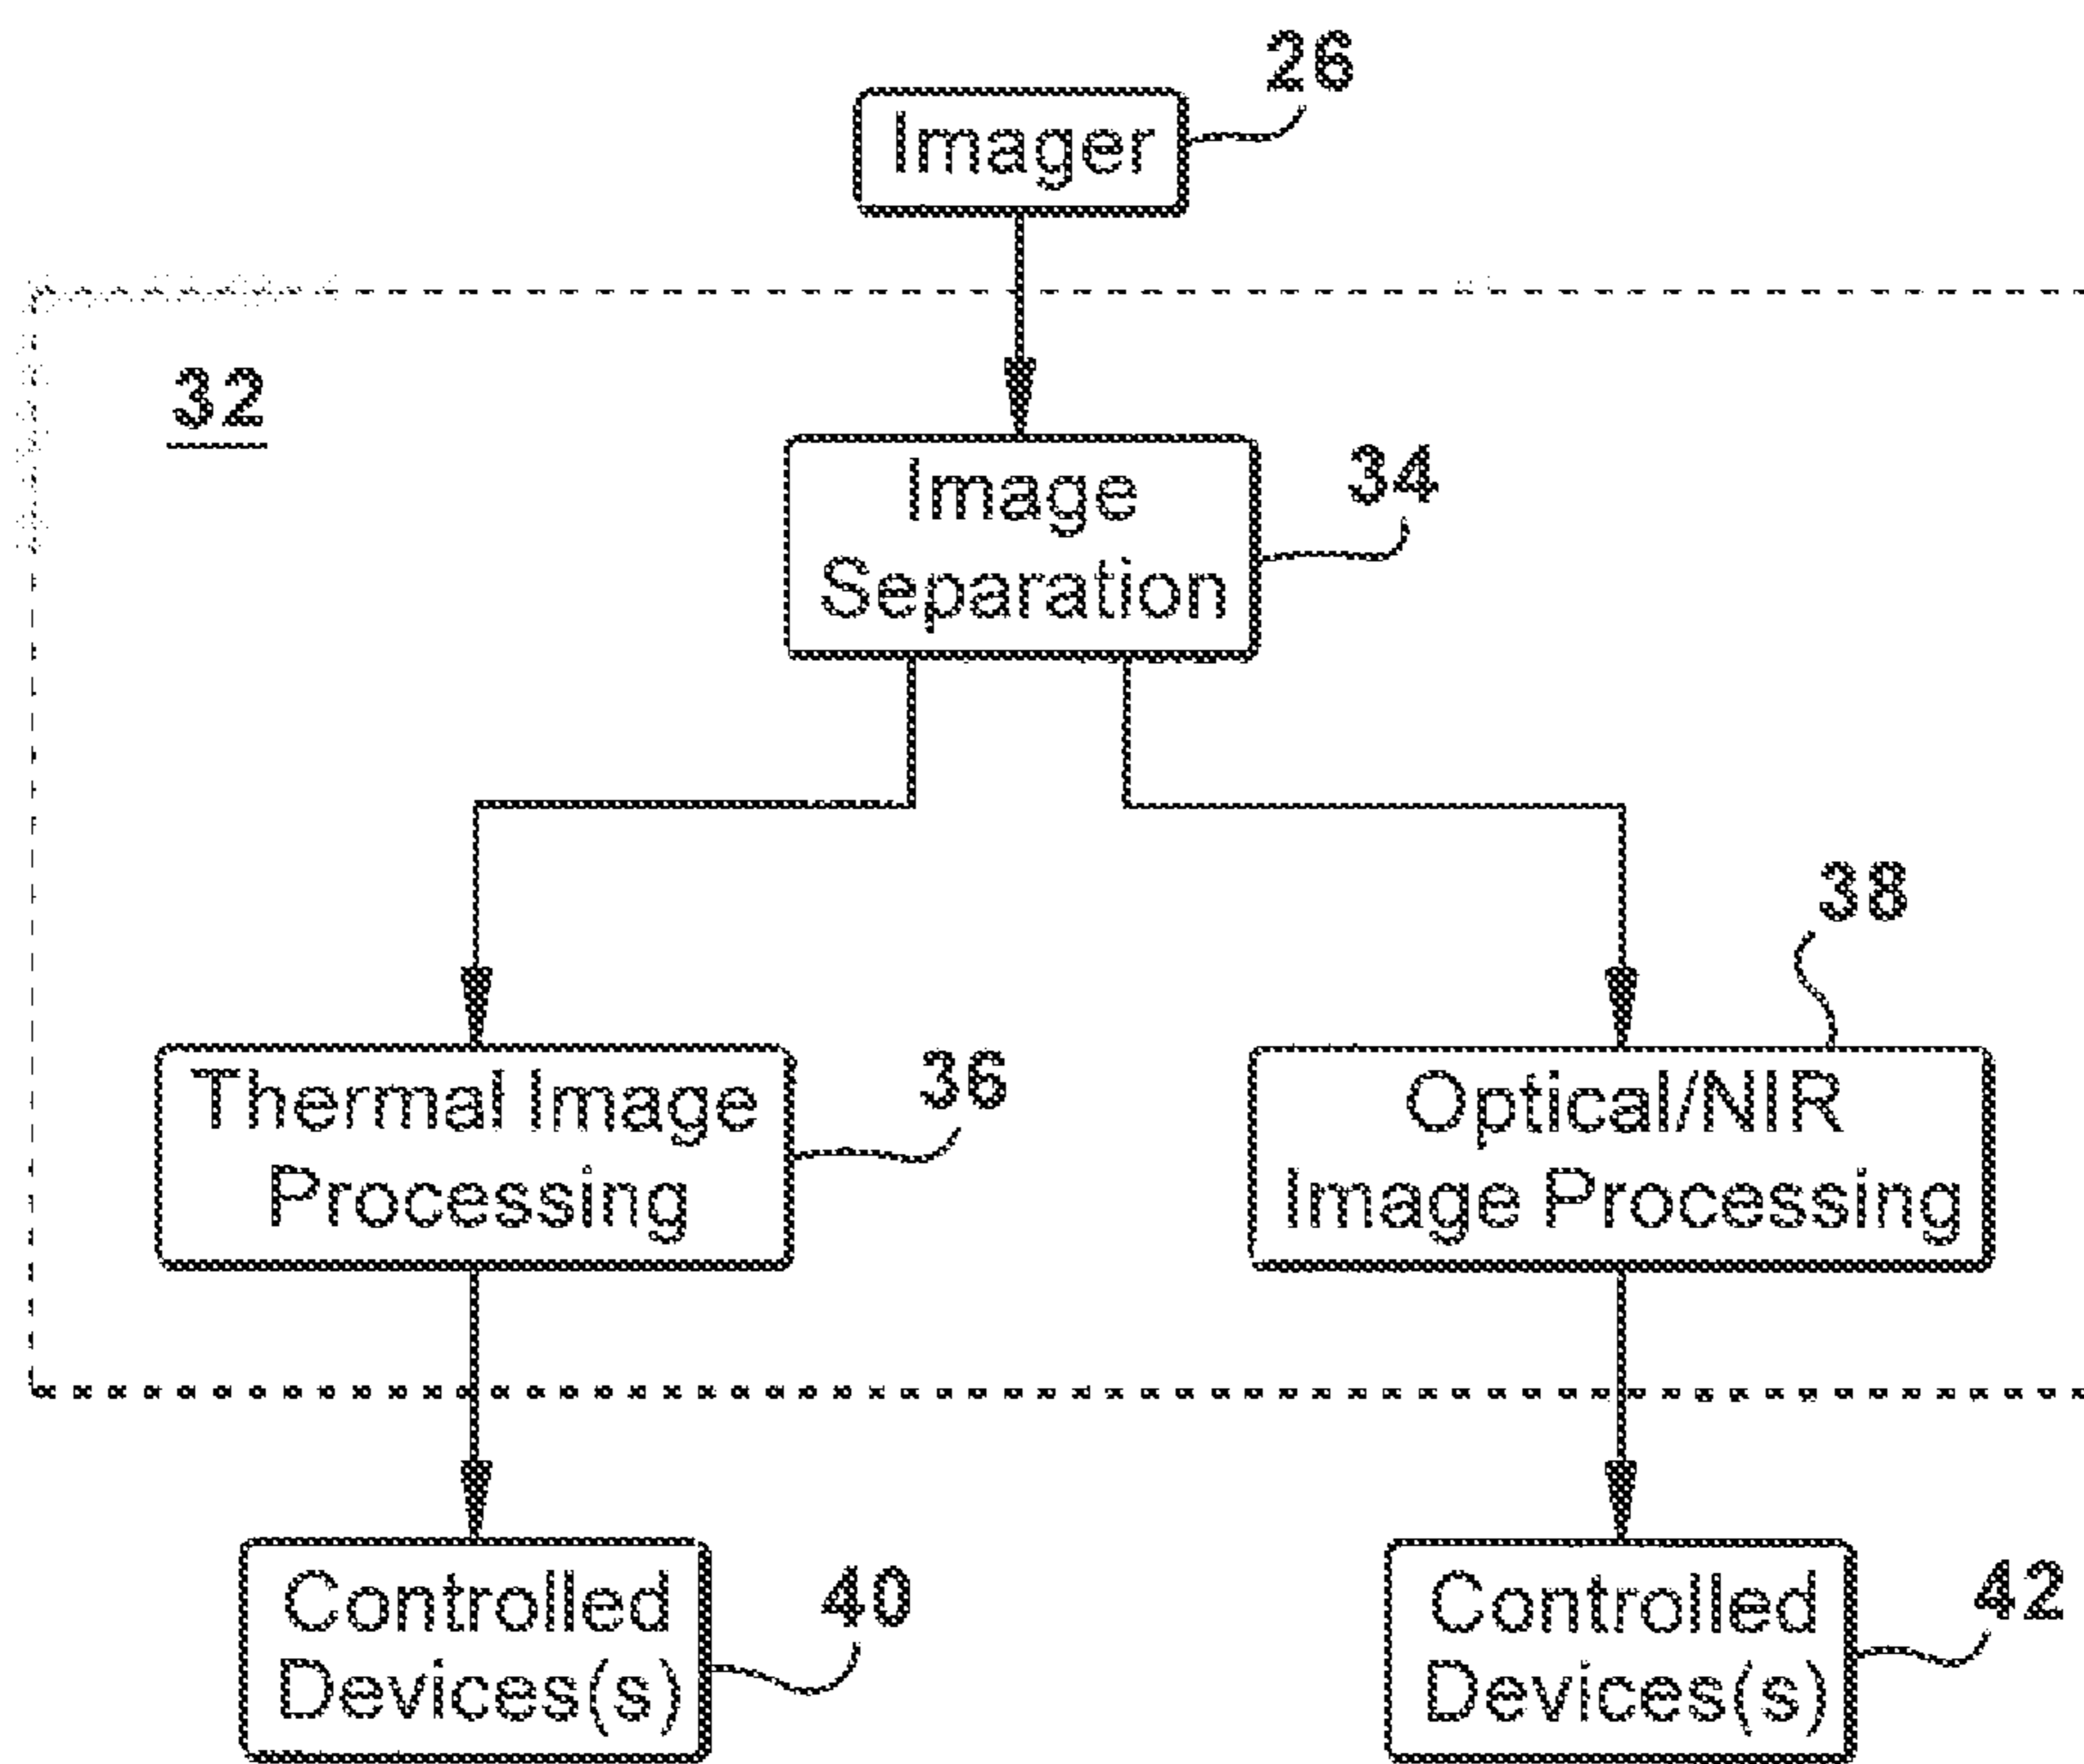 26
Imager
32
Image
Separation
34
38
Thermal Image
Processing
36
Optical/NIR
Image Processing
Controlled
Devices(s)
40
Controlled
Devices(s)
42